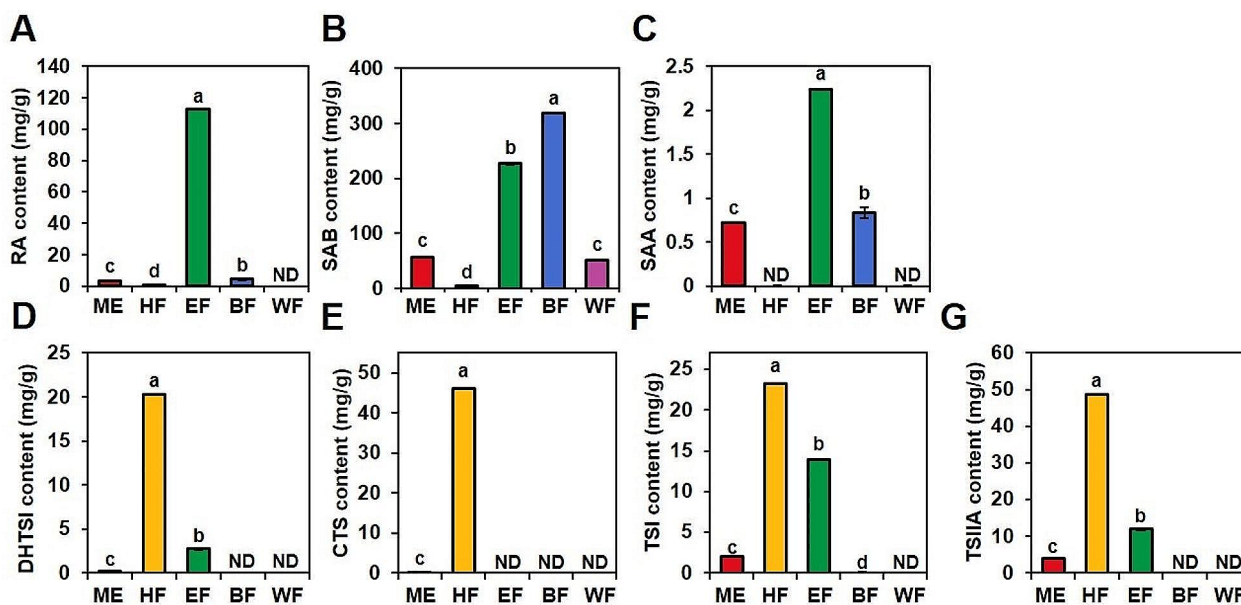 A
RA content (mg/g)
140
120
100
80
60
40
20
0
c
d
a
b
ND
ME HF EF BF WF
B
SAB content (mg/g)
400
300
200
100
0
c
d
b
a
c
ME HF EF BF WF
C
SAA content (mg/g)
2.5
2
1.5
1
0.5
0
c
ND
a
b
ND
ME HF EF BF WF
D
DHTSI content (mg/g)
25
20
15
10
5
0
c
a
b
ND
ND
ME HF EF BF WF
E
CTS content (mg/g)
50
40
30
20
10
0
c
a
ND
ND
ND
ME HF EF BF WF
F
TSI content (mg/g)
25
20
15
10
5
0
c
a
b
d
ND
ME HF EF BF WF
G
TSIIA content (mg/g)
60
50
40
30
20
10
0
c
a
b
ND
ND
ME HF EF BF WF